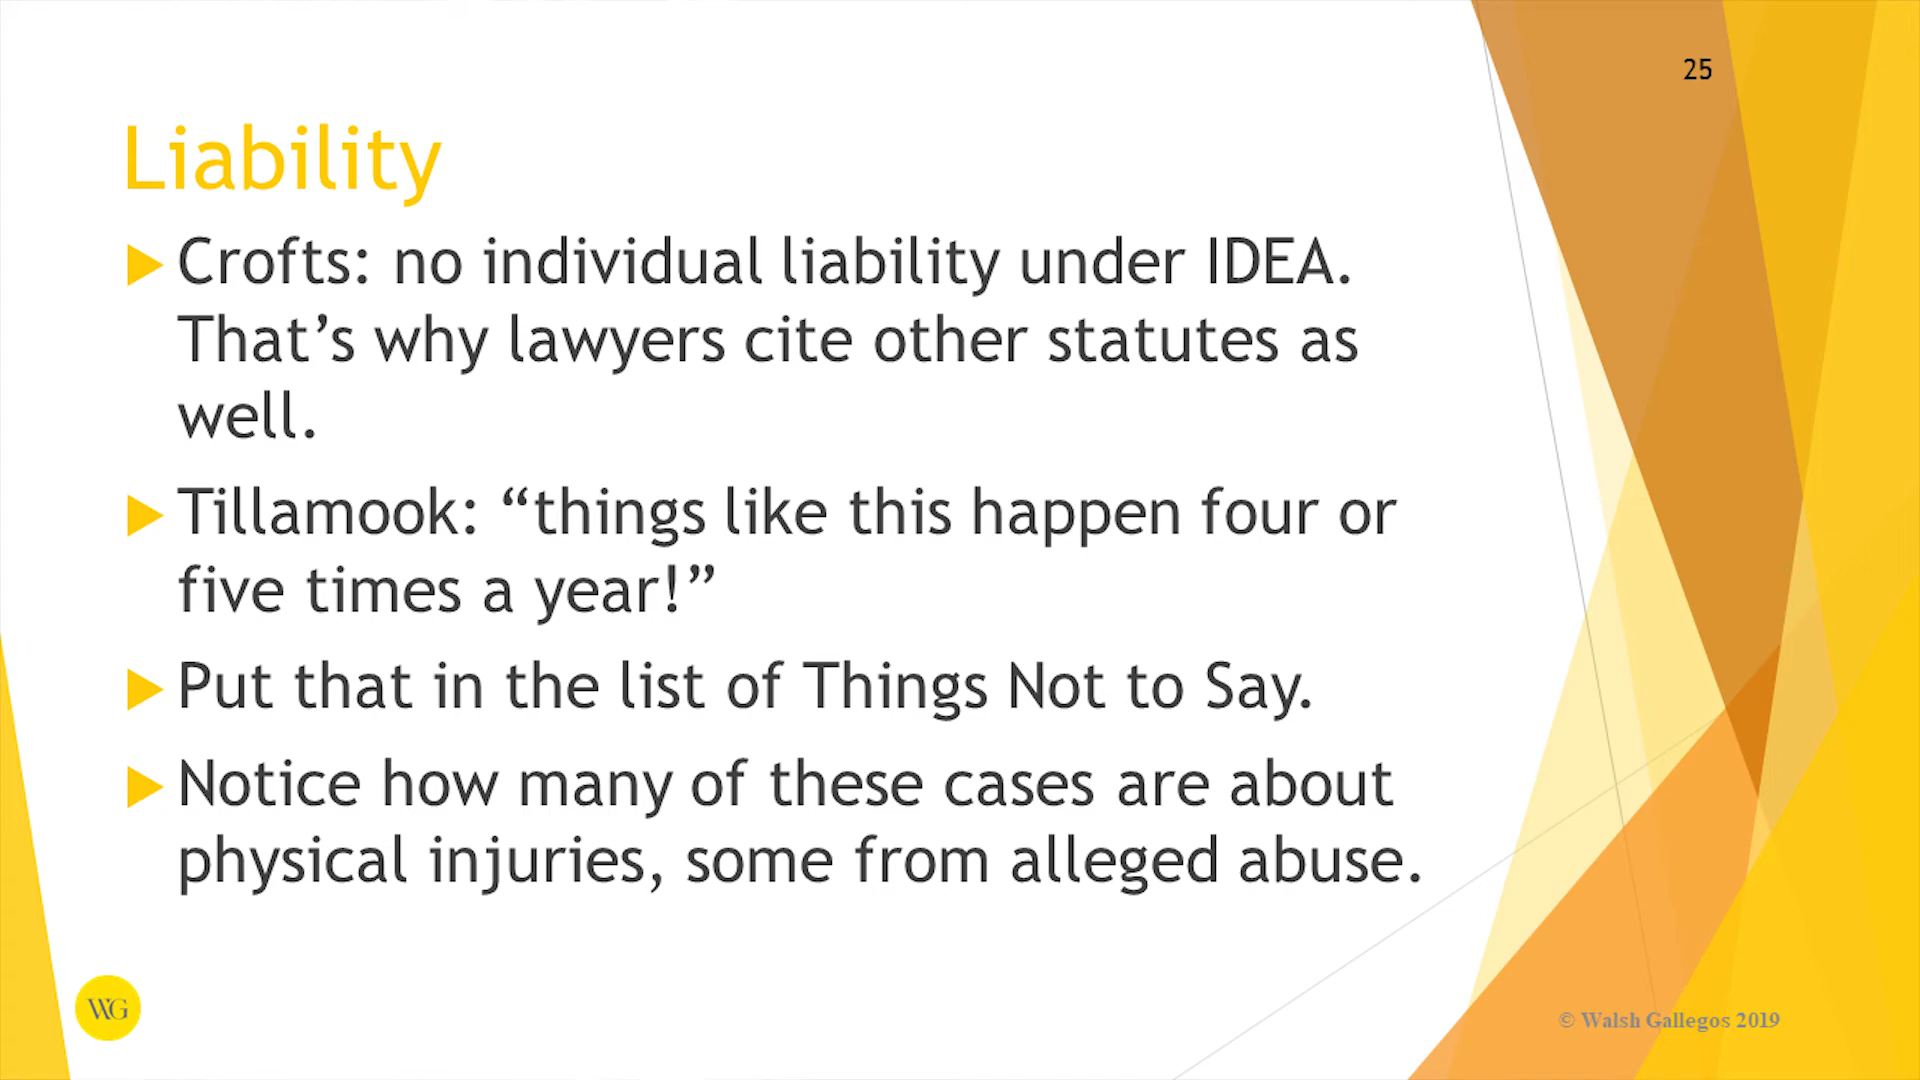 25
Liability
Crofts: no individual liability under IDEA.
That’s why lawyers cite other statutes as
well.
Tillamook: “things like this happen four or
five times a year!”
Put that in the list of Things Not to Say.
Notice how many of these cases are about
physical injuries, some from alleged abuse.
WG
© Walsh Gallegos 2019